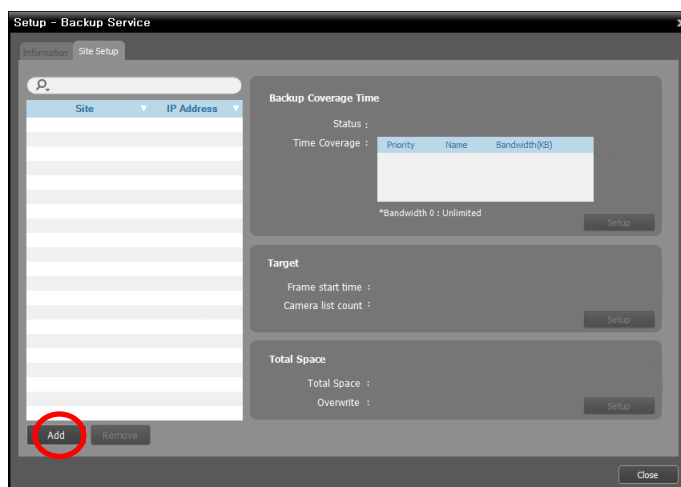 Setup - Backup Service
Information Site Setup
Site IP Address
Backup Coverage Time
Status :
Time Coverage : Priority Name Bandwidth(KB)
*Bandwidth 0 : Unlimited
Setup
Target
Frame start time :
Camera list count :
Setup
Total Space
Total Space :
Overwrite :
Setup
Add Remove
Close